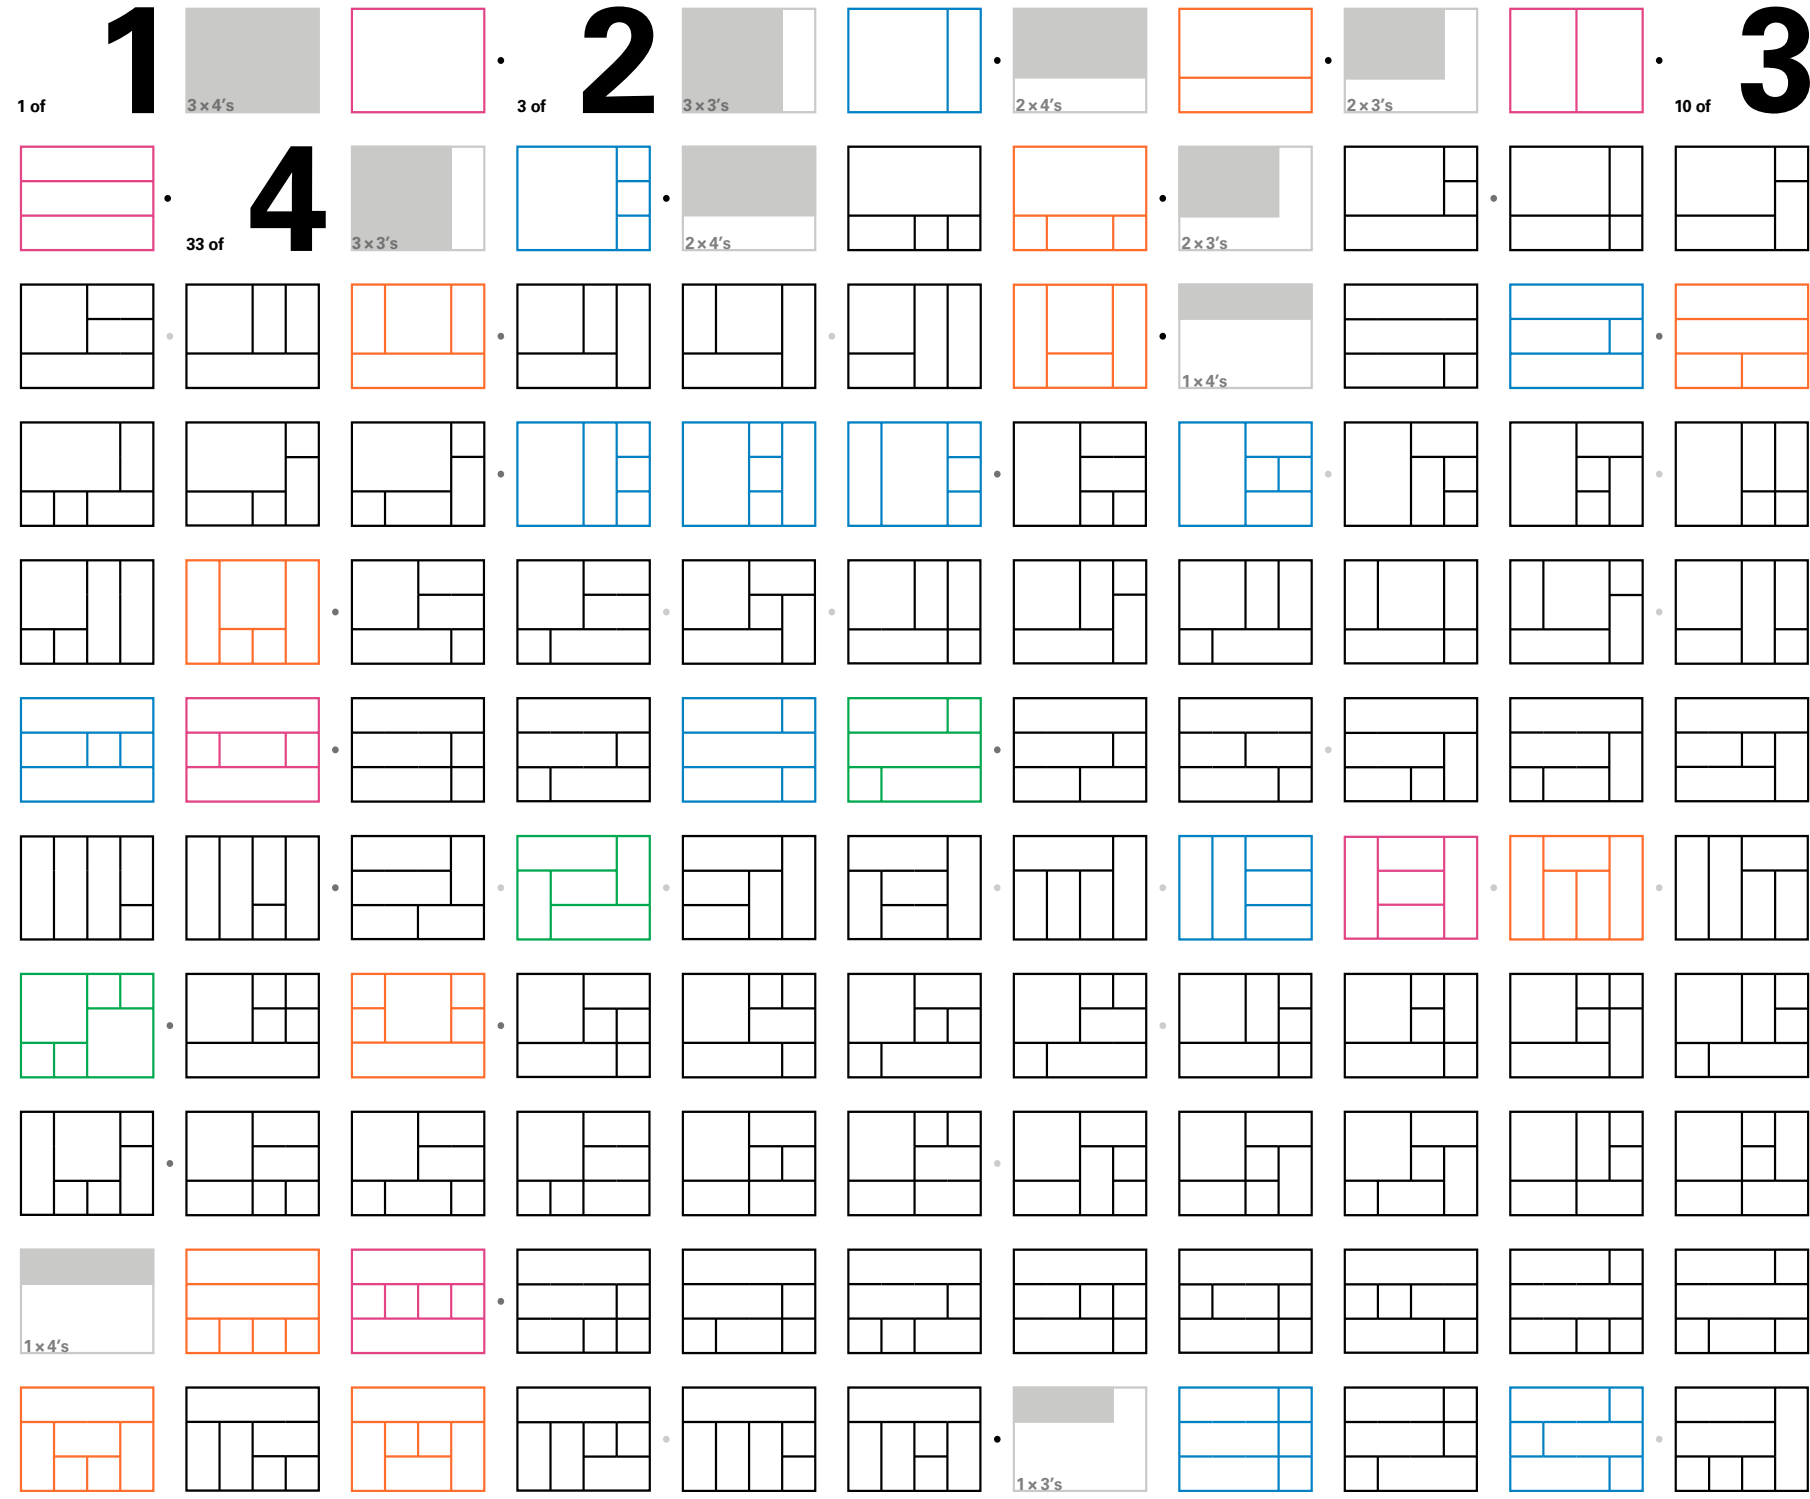 1 of 1
3 × 4's
3 of 2
3 × 3's
2 × 4's
2 × 3's
10 of 3
33 of 4
3 × 3's
2 × 4's
2 × 3's
1 × 4's
1 × 4's
1 × 3's